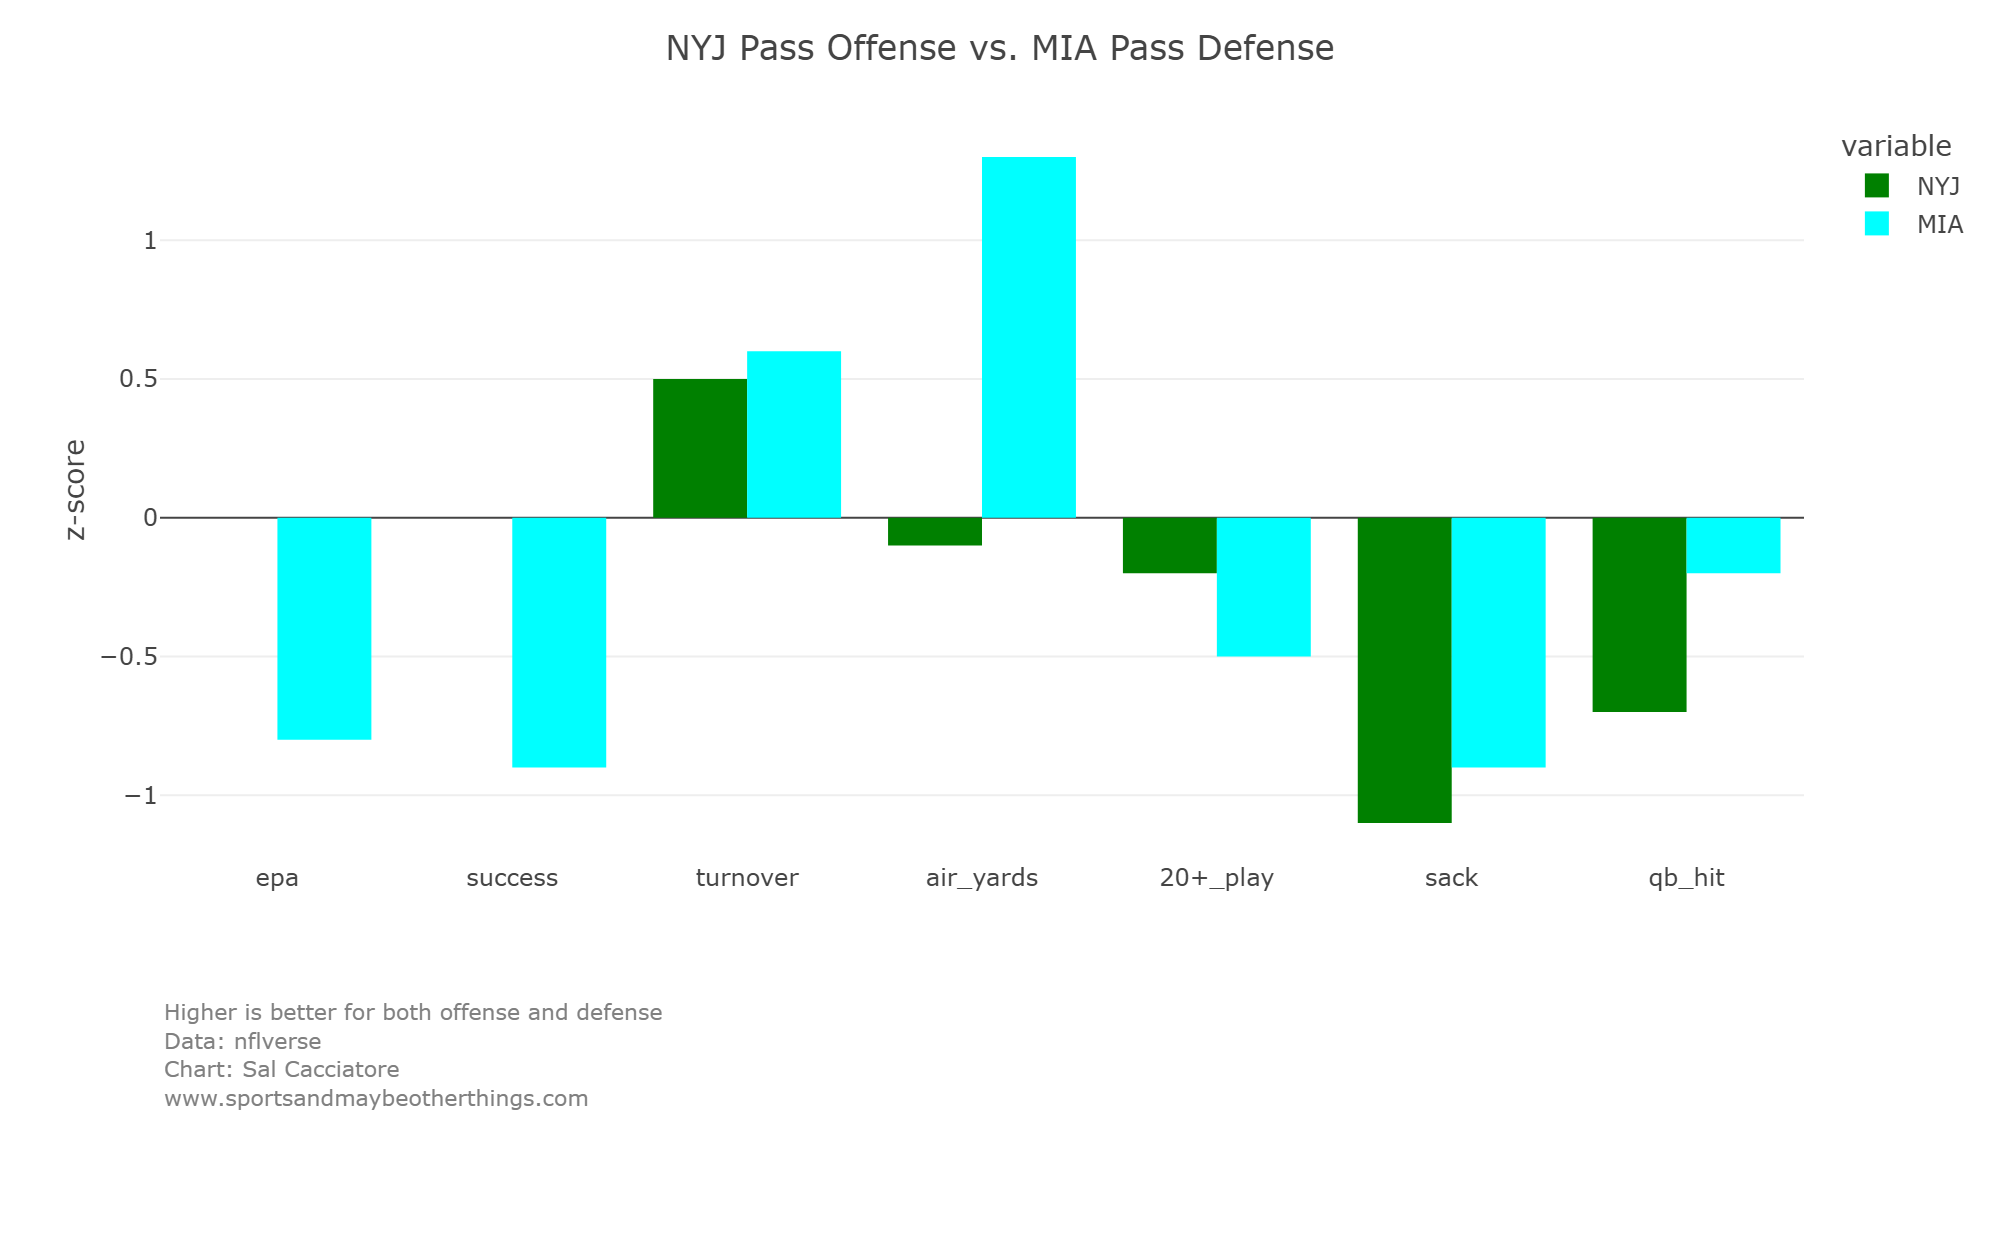 NYJ Pass Offense vs. MIA Pass Defense
variable
NYJ
MIA
z-score
1
0.5
0
−0.5
−1
epa
success
turnover
air_yards
20+_play
sack
qb_hit
Higher is better for both offense and defense
Data: nflverse
Chart: Sal Cacciatore
www.sportsandmaybeotherthings.com